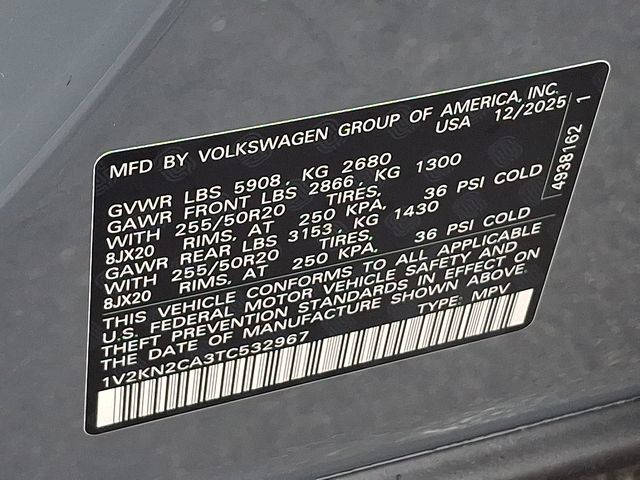 MFD BY VOLKSWAGEN GROUP OF AMERICA, INC.
USA 12/2025
GVWR LBS 5908, KG 2680
GAWR FRONT LBS 2866, KG 1300
WITH 255/50R20 TIRES,
8JX20 RIMS, AT 250 KPA, 36 PSI COLD
GAWR REAR LBS 3153, KG 1430
WITH 255/50R20 TIRES,
8JX20 RIMS, AT 250 KPA, 36 PSI COLD
THIS VEHICLE CONFORMS TO ALL APPLICABLE
U.S. FEDERAL MOTOR VEHICLE SAFETY AND
THEFT PREVENTION STANDARDS IN EFFECT ON
THE DATE OF MANUFACTURE SHOWN ABOVE.
1V2KN2CA3TC532967 TYPE: MPV
4938162 1